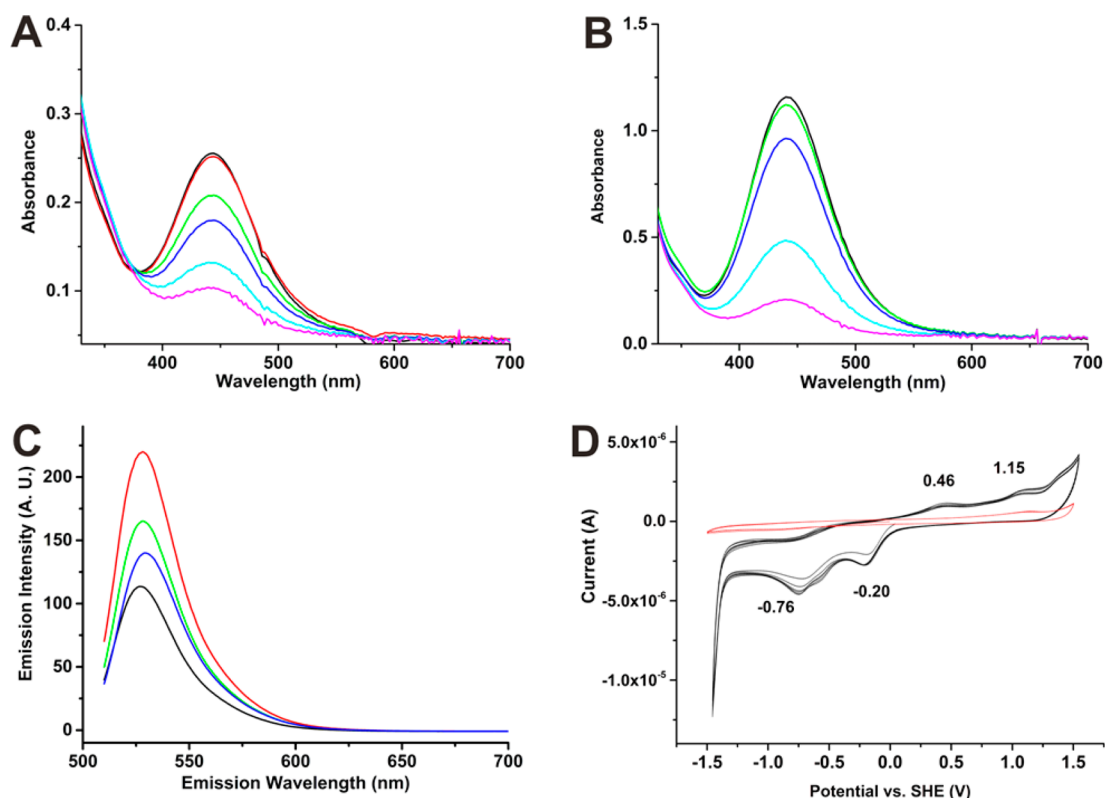 A
0.4
0.3
0.2
0.1
Absorbance
400 500 600 700
Wavelength (nm)
B
1.5
1.0
0.5
0.0
Absorbance
400 500 600 700
Wavelength (nm)
C
200
150
100
50
0
Emission Intensity (A. U.)
500 550 600 650 700
Emission Wavelength (nm)
D
5.0x10⁻⁶
0.0
-5.0x10⁻⁶
-1.0x10⁻⁵
Current (A)
0.46
1.15
-0.76
-0.20
-1.5 -1.0 -0.5 0.0 0.5 1.0 1.5
Potential vs. SHE (V)